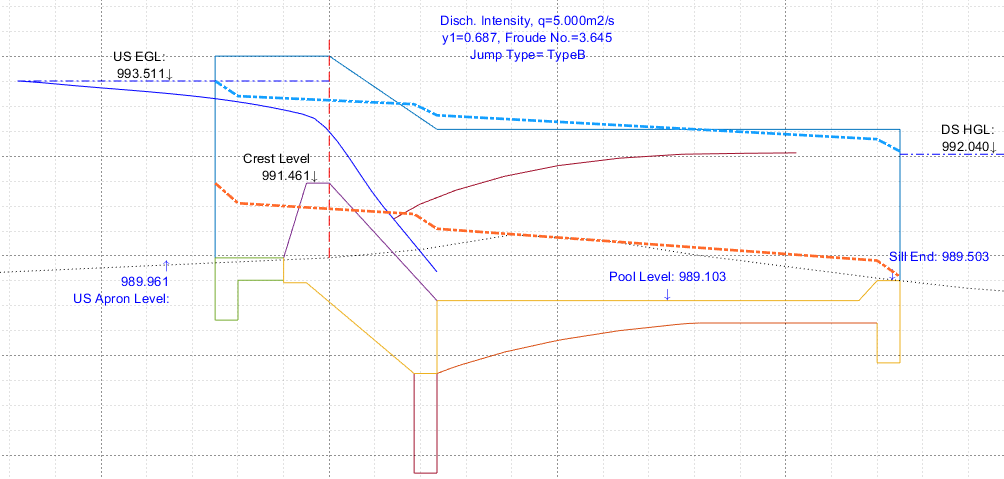 Disch. Intensity, q=5.000m2/s
y1=0.687, Froude No.=3.645
Jump Type= TypeB
US EGL:
993.511↓
DS HGL:
992.040↓
Crest Level
991.461↓
Sill End: 989.503
↓
↑
989.961
US Apron Level:
Pool Level: 989.103
↓